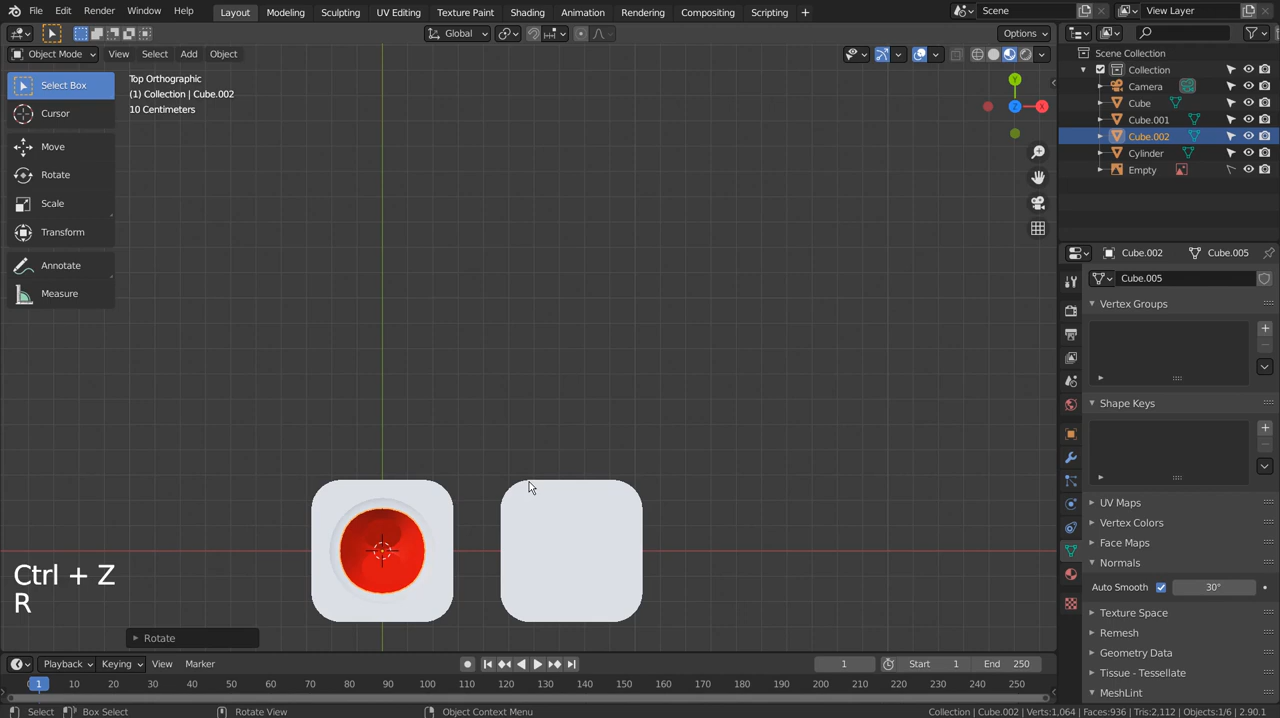 File Edit Render Window Help Layout Modeling Sculpting UV Editing Texture Paint Shading Animation Rendering Compositing Scripting + Scene View Layer
Global Options
Object Mode View Select Add Object
Select Box
Cursor
Move
Rotate
Scale
Transform
Annotate
Measure
Top Orthographic
(1) Collection | Cube.002
10 Centimeters
Y
Z
X
Ctrl + Z
R
Rotate
Scene Collection
Collection
Camera
Cube
Cube.001
Cube.002
Cylinder
Empty
Cube.002 Cube.005
Cube.005
Vertex Groups
Shape Keys
UV Maps
Vertex Colors
Face Maps
Normals
Auto Smooth 30°
Texture Space
Remesh
Geometry Data
Tissue - Tessellate
MeshLint
Playback Keying View Marker 1 Start 1 End 250
1 10 20 30 40 50 60 70 80 90 100 110 120 130 140 150 160 170 180 190 200 210 220 230 240 250
Select Box Select Rotate View Object Context Menu Collection | Cube.002 | Verts:1,064 | Faces:936 | Tris:2,112 | Objects:1/6 | 2.90.1